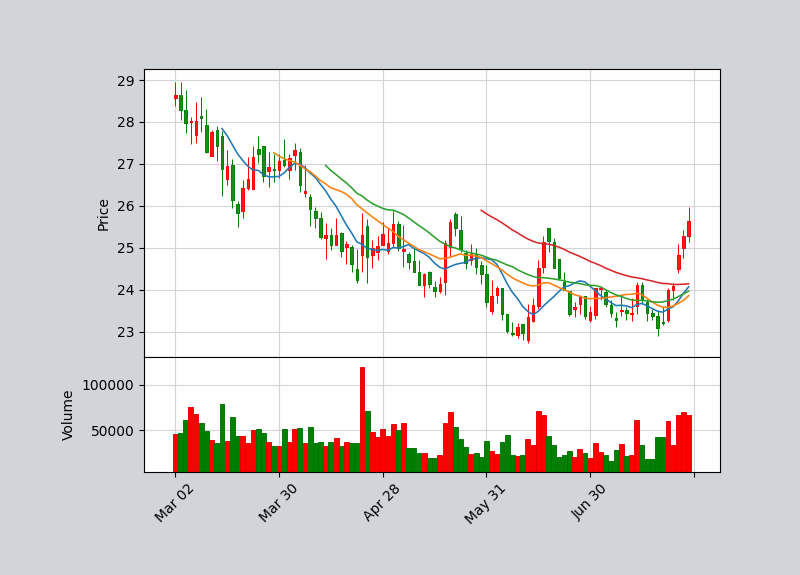 29
28
27
26
25
24
23
Price
100000
50000
Volume
Mar 02
Mar 30
Apr 28
May 31
Jun 30